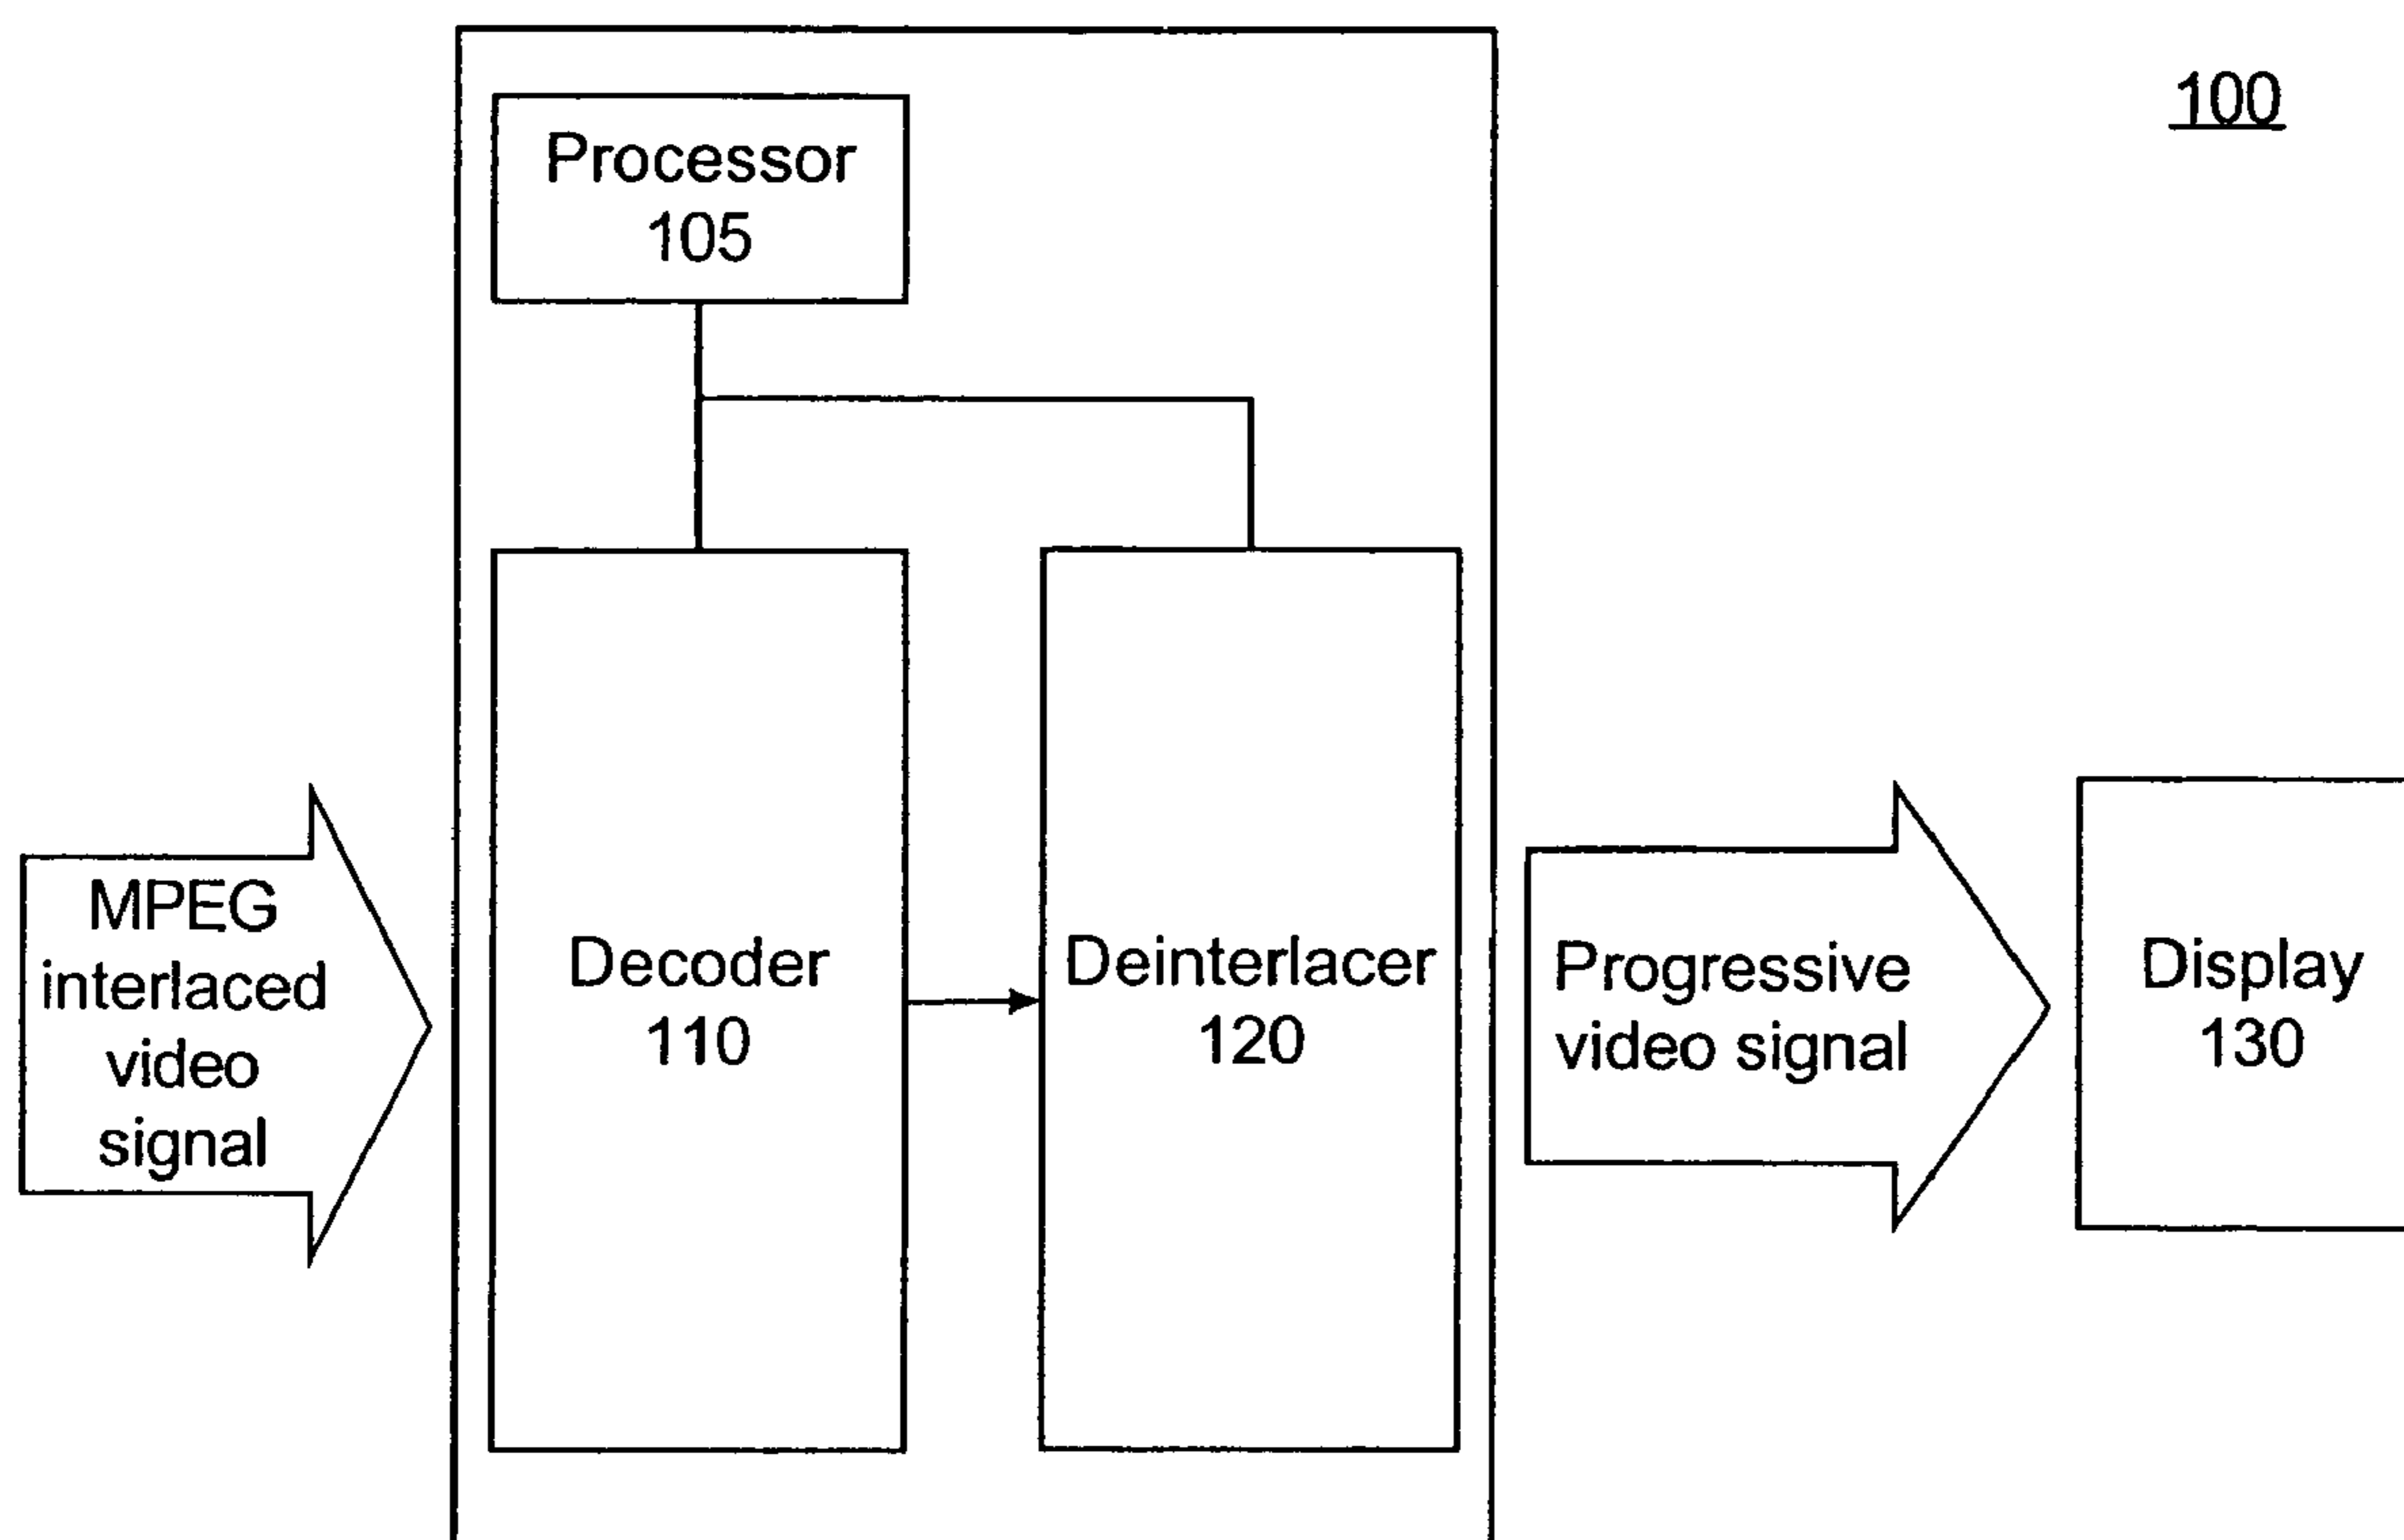 100
Processor
105
MPEG
interlaced
video
signal
Decoder
110
Deinterlacer
120
Progressive
video signal
Display
130